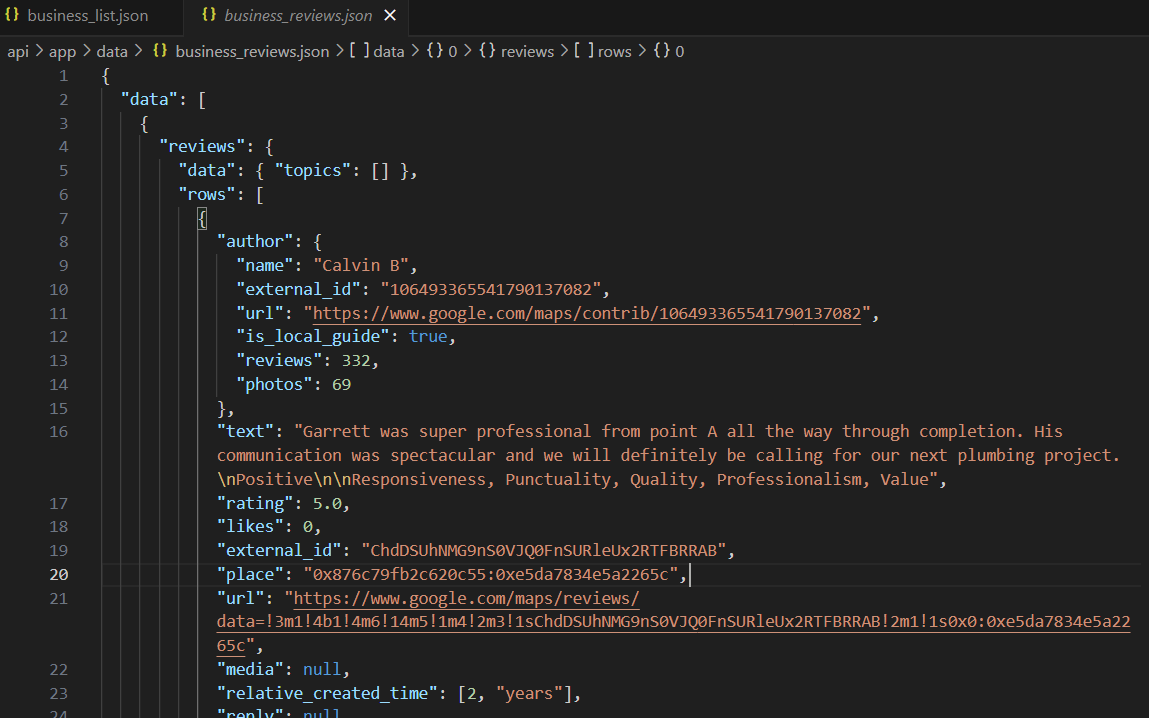 {} business_list.json {} business_reviews.json ×
api > app > data > {} business_reviews.json > [ ] data > {} 0 > {} reviews > [ ] rows > {} 0
1 {
2 "data": [
3 {
4 "reviews": {
5 "data": { "topics": [] },
6 "rows": [
7 {
8 "author": {
9 "name": "Calvin B",
10 "external_id": "106493365541790137082",
11 "url": "https://www.google.com/maps/contrib/106493365541790137082",
12 "is_local_guide": true,
13 "reviews": 332,
14 "photos": 69
15 },
16 "text": "Garrett was super professional from point A all the way through completion. His
communication was spectacular and we will definitely be calling for our next plumbing project.
\nPositive\n\nResponsiveness, Punctuality, Quality, Professionalism, Value",
17 "rating": 5.0,
18 "likes": 0,
19 "external_id": "ChdDSUhNMG9nS0VJQ0FnSURleUx2RTFBRRAB",
20 "place": "0x876c79fb2c620c55:0xe5da7834e5a2265c",
21 "url": "https://www.google.com/maps/reviews/
data=!3m1!4b1!4m6!14m5!1m4!2m3!1sChdDSUhNMG9nS0VJQ0FnSURleUx2RTFBRRAB!2m1!1s0x0:0xe5da7834e5a22
65c",
22 "media": null,
23 "relative_created_time": [2, "years"],
24 "reply": null